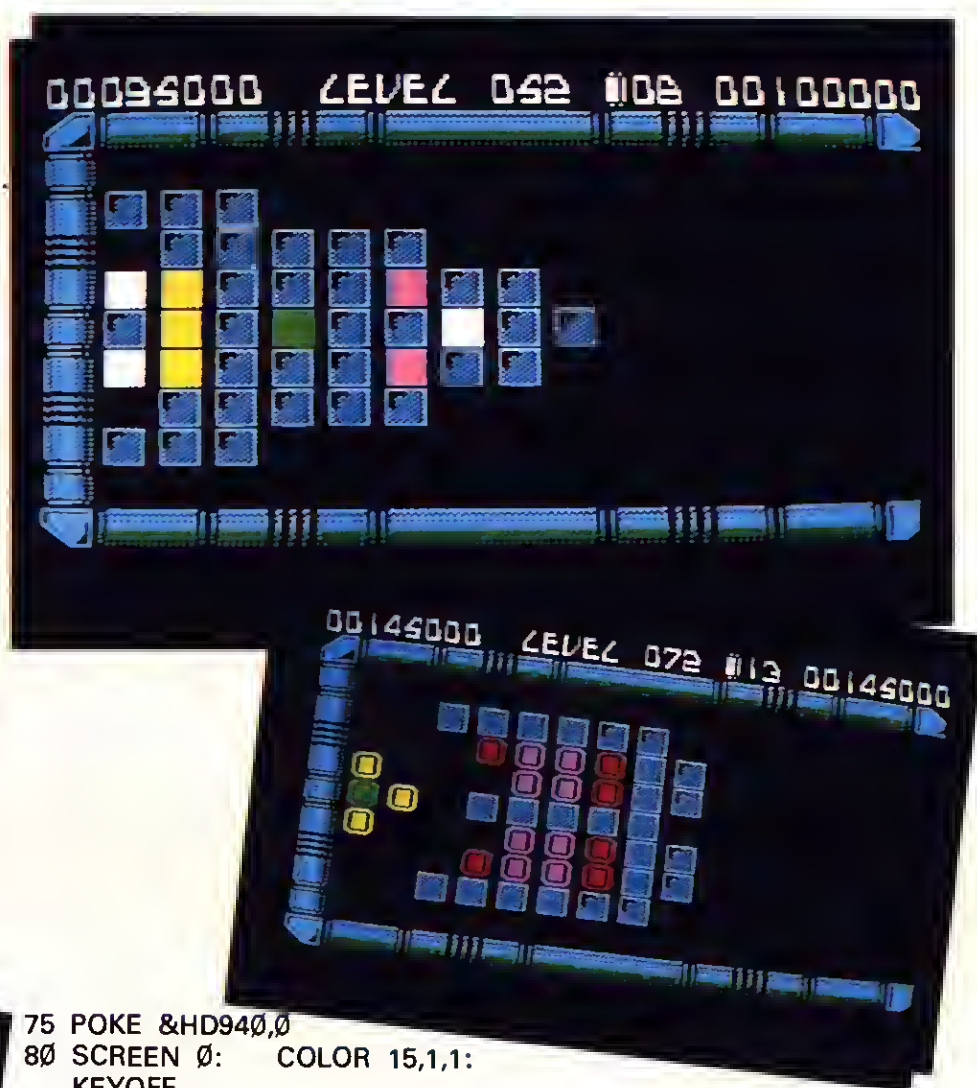 00095000 LEVEL 052 08 00100000
00145000 LEVEL 072 13 00145000
75 POKE &HD940,0
80 SCREEN 0: COLOR 15,1,1:
KEYOFF